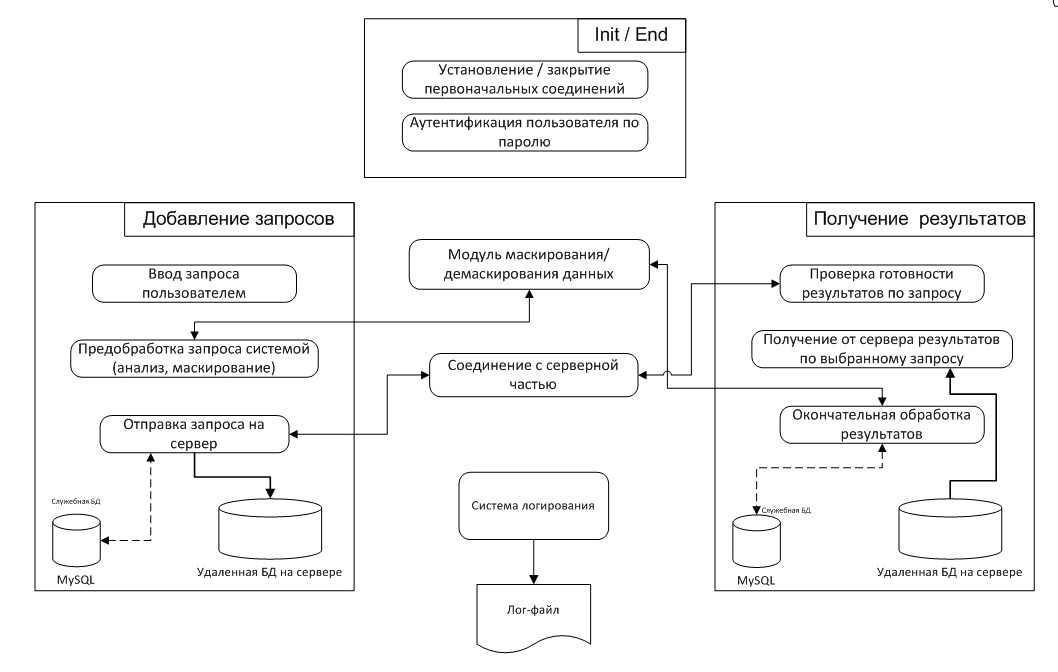 Init / End
Установление / закрытие
первоначальных соединений
Аутентификация пользователя по
паролю
Добавление запросов
Ввод запроса
пользователем
Предобработка запроса системой
(анализ, маскирование)
Отправка запроса на
сервер
Служебная БД
MySQL
Удаленная БД на сервере
Модуль маскирования/
демаскирования данных
Соединение с серверной
частью
Система логирования
Лог-файл
Получение результатов
Проверка готовности
результатов по запросу
Получение от сервера результатов
по выбранному запросу
Окончательная обработка
результатов
Служебная БД
MySQL
Удаленная БД на сервере